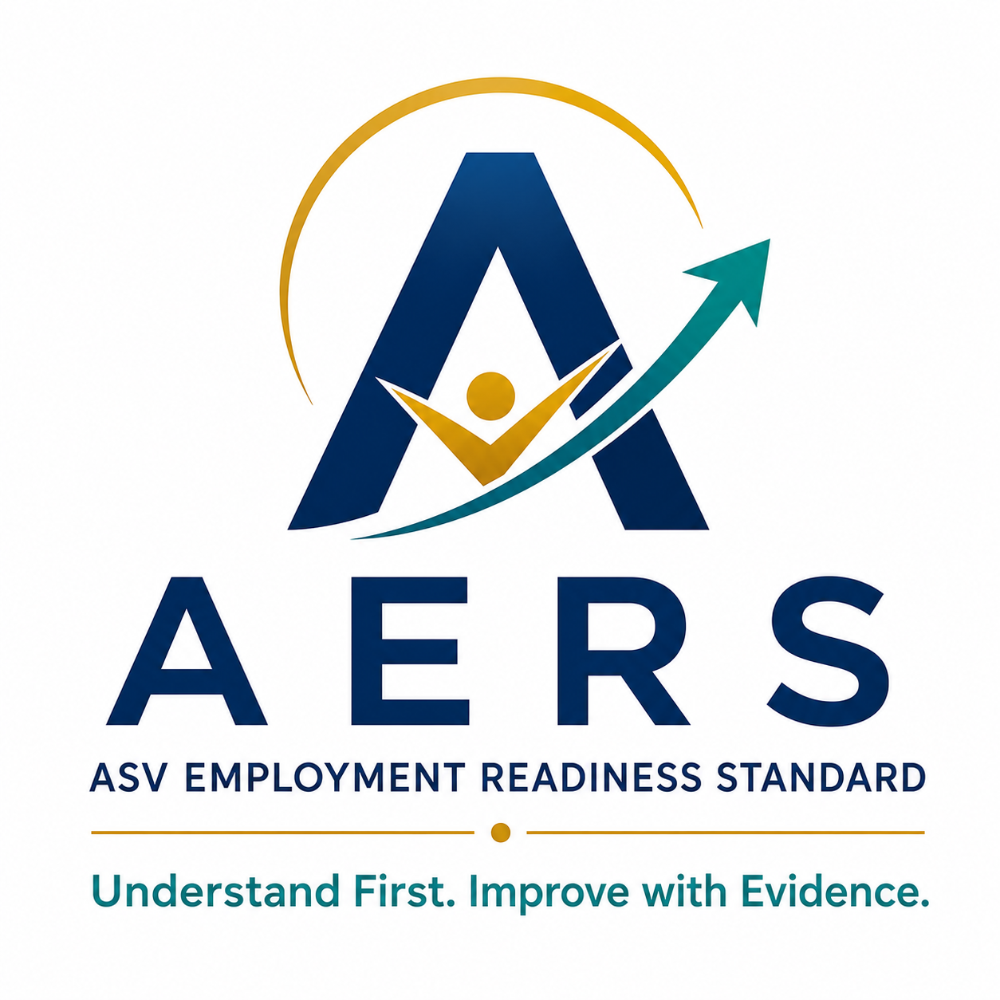 AERS
ASV EMPLOYMENT READINESS STANDARD
Understand First. Improve with Evidence.